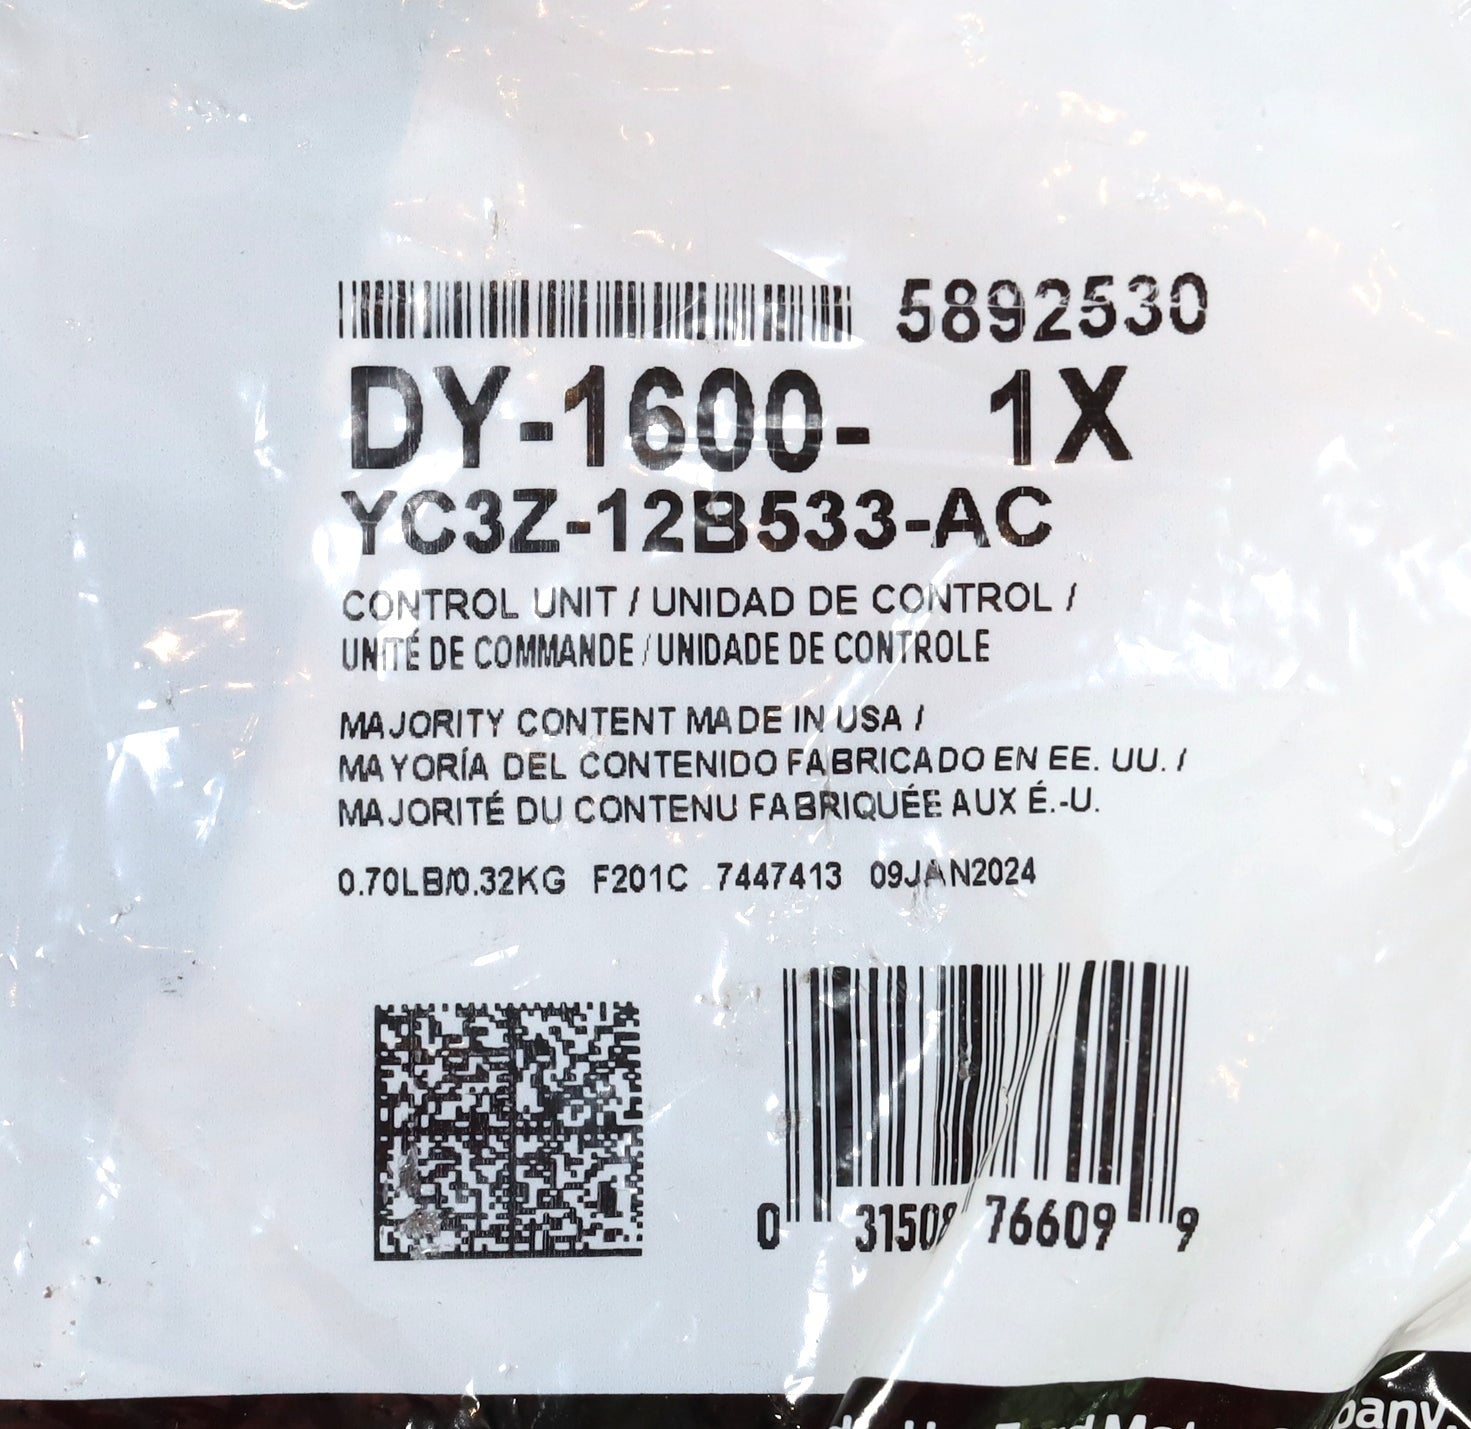 5892530
DY-1600- 1X
YC3Z-12B533-AC
CONTROL UNIT / UNIDAD DE CONTROL /
UNITÉ DE COMMANDE / UNIDADE DE CONTROLE
MAJORITY CONTENT MADE IN USA /
MAYORÍA DEL CONTENIDO FABRICADO EN EE. UU. /
MAJORITÉ DU CONTENU FABRIQUÉE AUX É.-U.
0.70LB/0.32KG F201C 7447413 09JAN2024
0 31508 76609 9